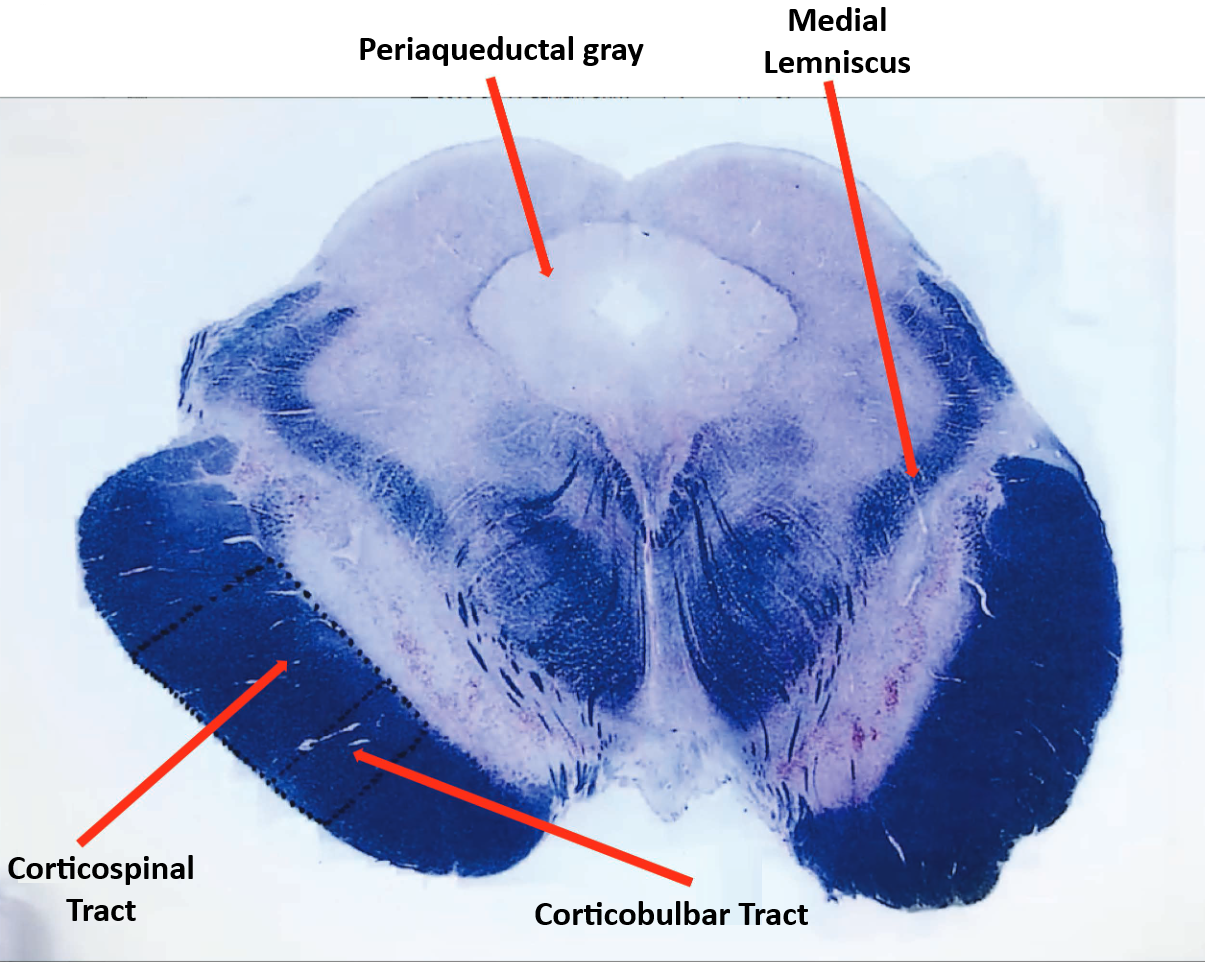 Medial
Periaqueductal gray
Lemniscus
Corticospinal
Tract
Corticobulbar Tract